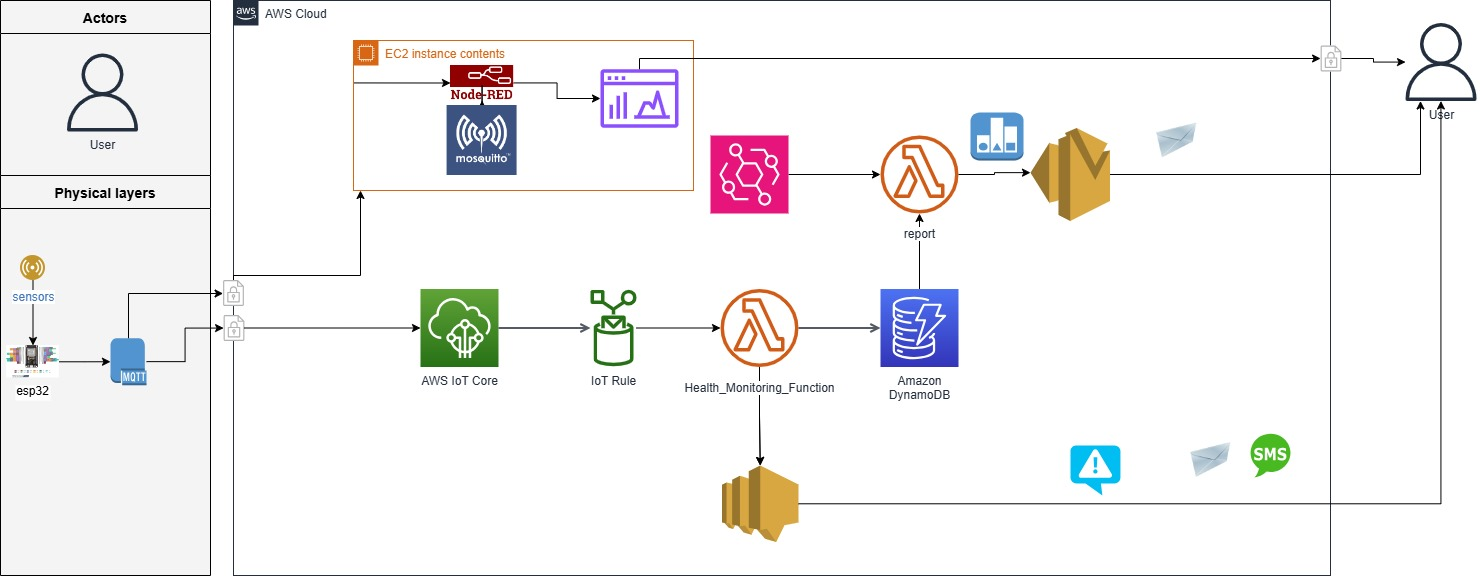 Actors
User
Physical layers
sensors
esp32
MQTT
aws
AWS Cloud
EC2 instance contents
Node-RED
mosquitto
report
AWS IoT Core
IoT Rule
Health_Monitoring_Function
Amazon
DynamoDB
SMS
User